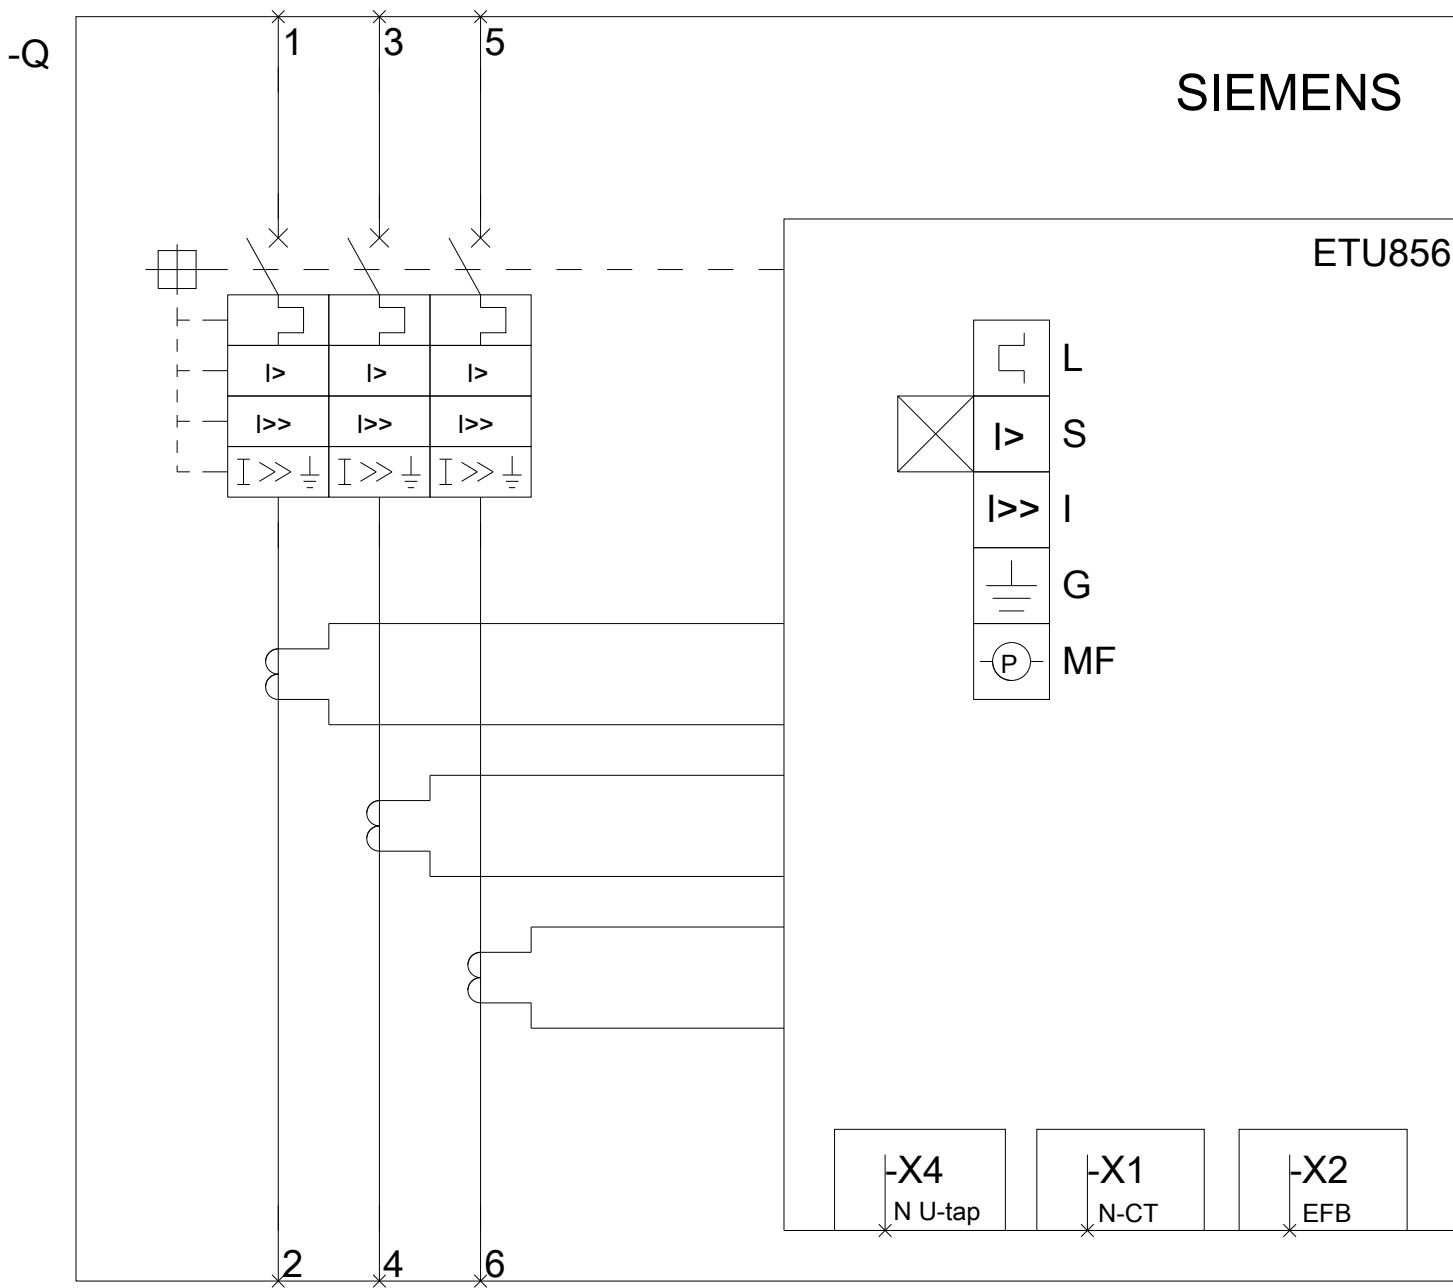 1 3 5
-Q
SIEMENS
ETU856
L
I> I> I>
I> S
I>> I>> I>>
I>⁠> ⏚ I>> ⏚ I>> ⏚
I>> I
G
P MF
-X4 -X1 -X2
N U-tap N-CT EFB
2 4 6